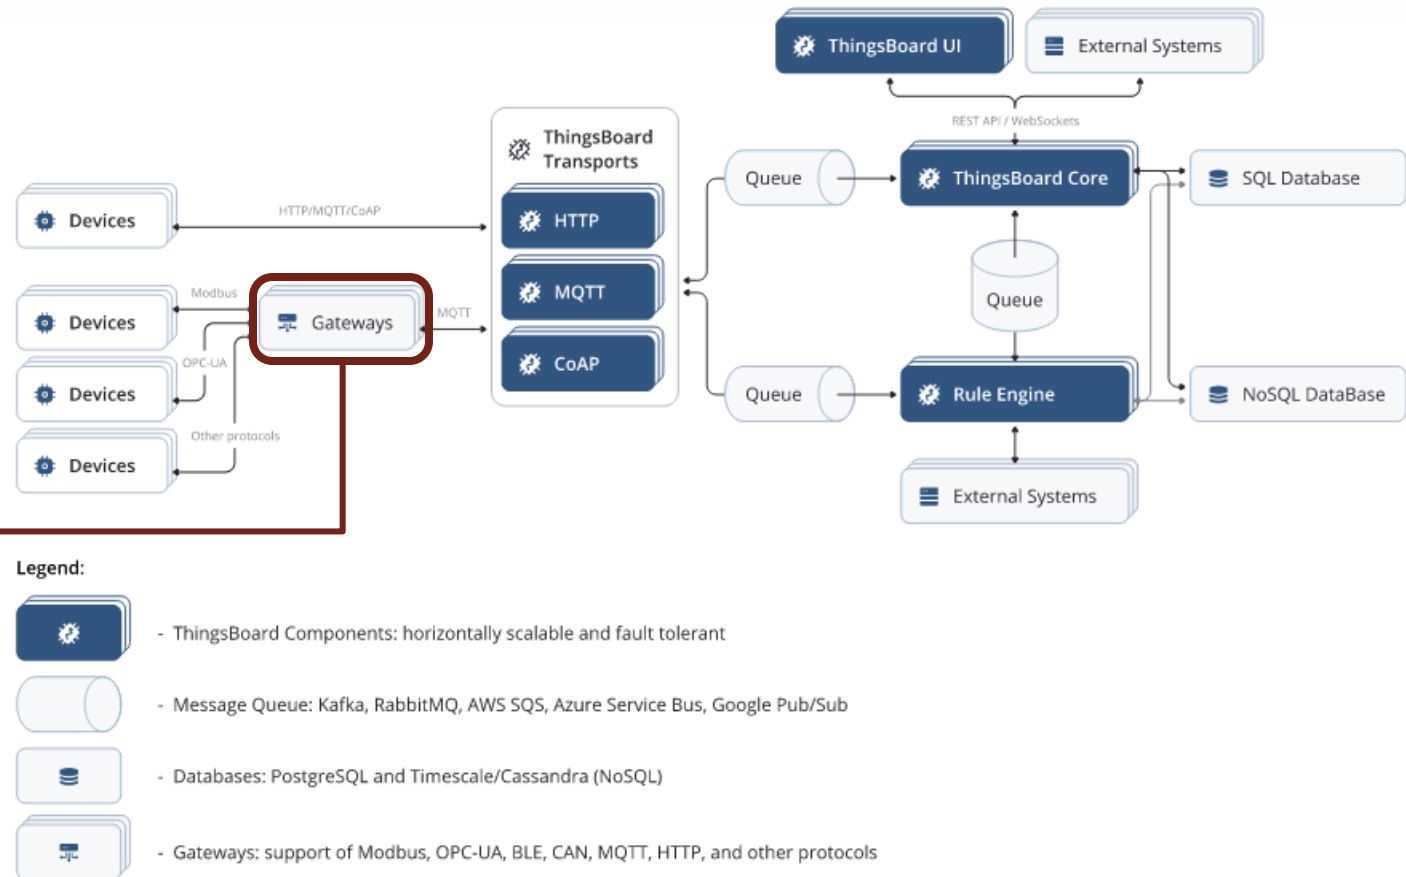 ThingsBoard UI
External Systems
REST API / WebSockets
ThingsBoard
Transports
Queue
ThingsBoard Core
SQL Database
Devices
HTTP/MQTT/CoAP
HTTP
Modbus
MQTT
Queue
Devices
Gateways
MQTT
OPC-UA
CoAP
Devices
Queue
Rule Engine
NoSQL DataBase
Other protocols
Devices
External Systems
Legend:
- ThingsBoard Components: horizontally scalable and fault tolerant
- Message Queue: Kafka, RabbitMQ, AWS SQS, Azure Service Bus, Google Pub/Sub
- Databases: PostgreSQL and Timescale/Cassandra (NoSQL)
- Gateways: support of Modbus, OPC-UA, BLE, CAN, MQTT, HTTP, and other protocols